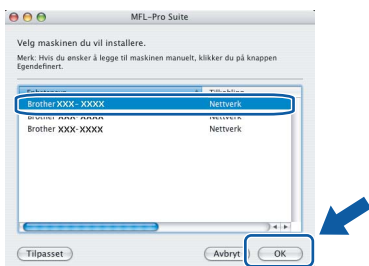 MFL-Pro Suite
Velg maskinen du vil installere.
Merk: Hvis du ønsker å legge til maskinen manuelt, klikker du på knappen
Egendefinert.
Brother XXX- XXXX Nettverk
Brother XXX- XXXX Nettverk
Brother XXX-XXXX Nettverk
Tilpasset Avbryt OK